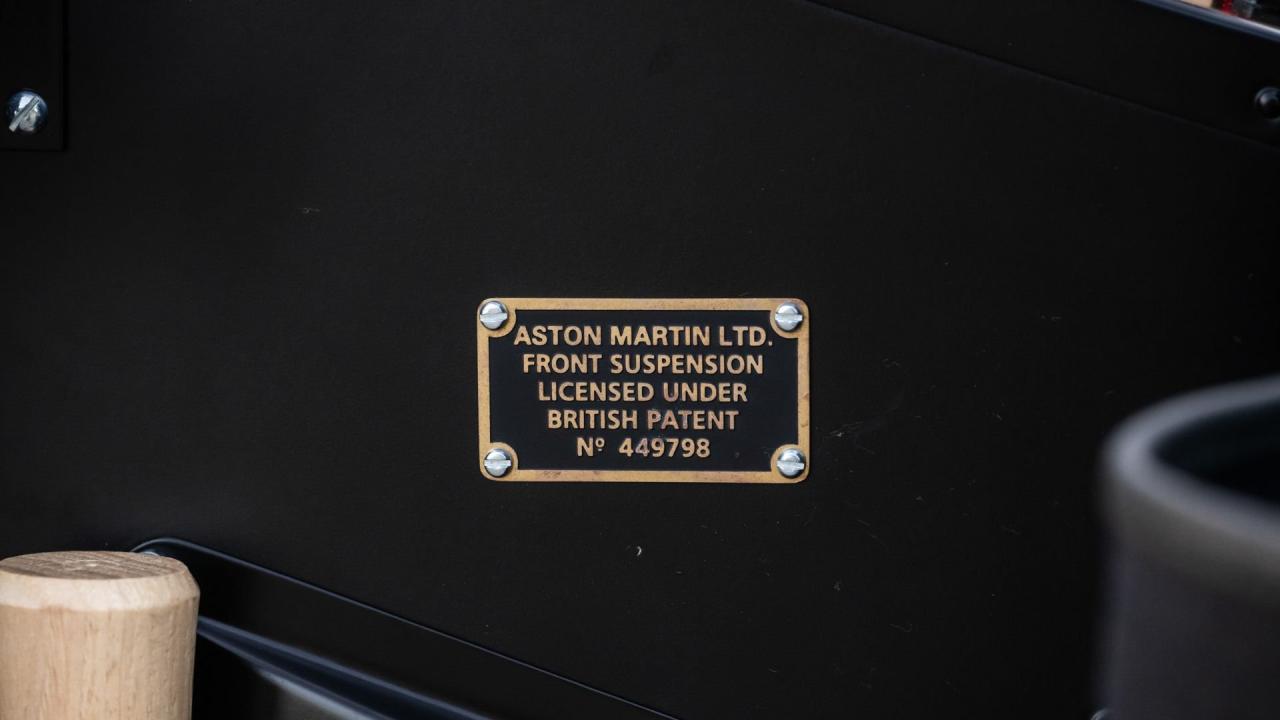 ASTON MARTIN LTD.
FRONT SUSPENSION
LICENSED UNDER
BRITISH PATENT
Nº 449798